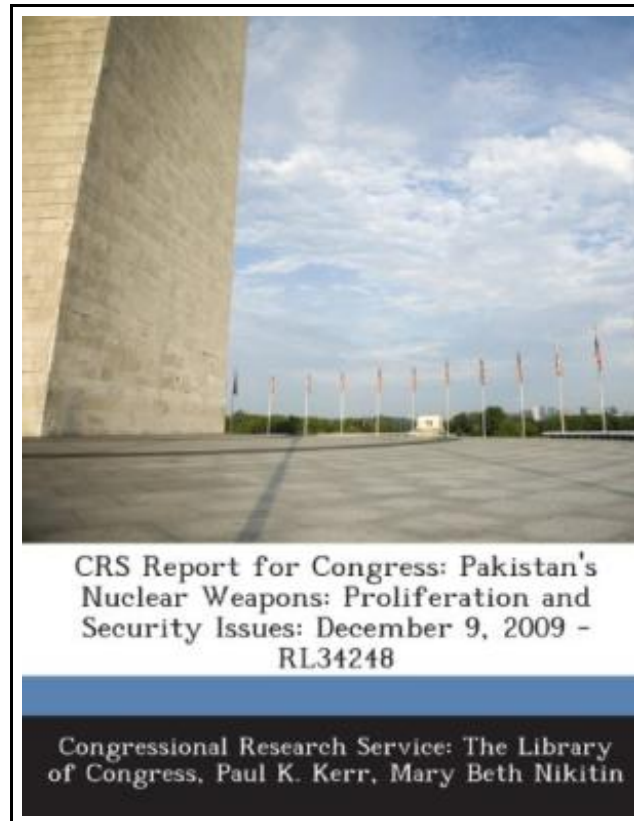 CRS Report for Congress: Pakistan's
Nuclear Weapons: Proliferation and
Security Issues: December 9, 2009 -
RL34248
Congressional Research Service: The Library
of Congress, Paul K. Kerr, Mary Beth Nikitin